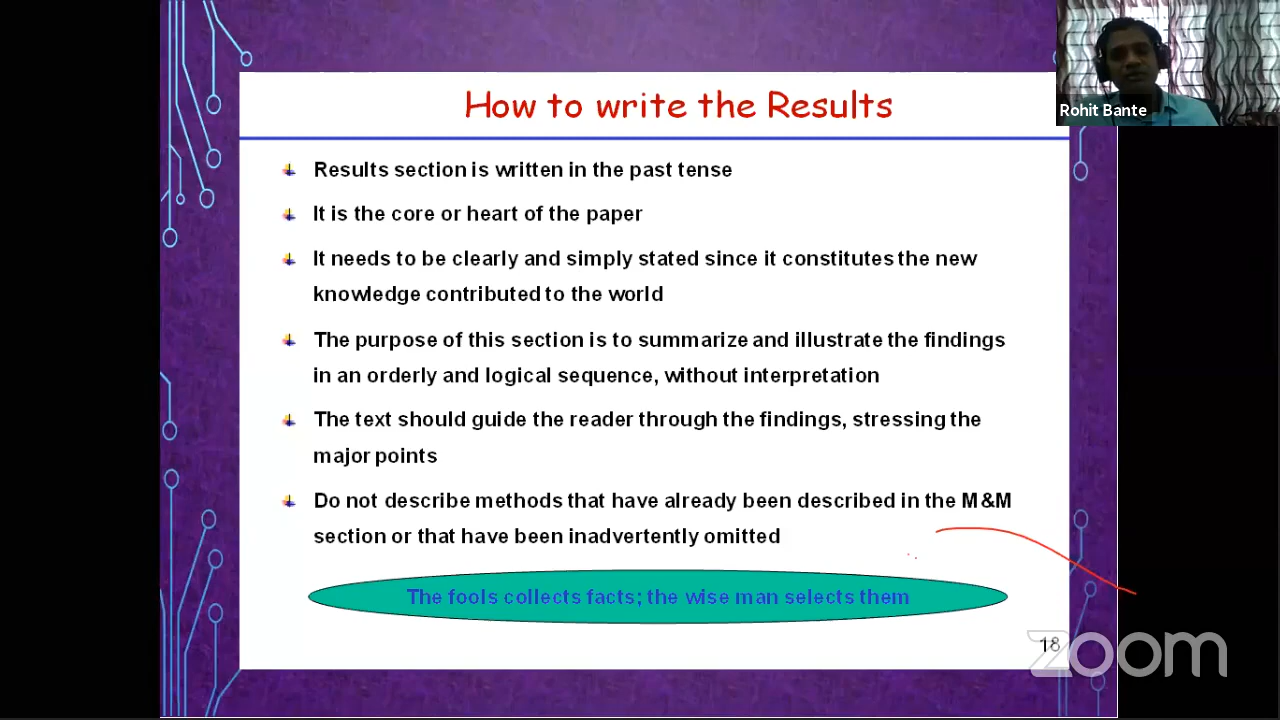 How to write the Results
Rohit Bante
Results section is written in the past tense
It is the core or heart of the paper
It needs to be clearly and simply stated since it constitutes the new
knowledge contributed to the world
The purpose of this section is to summarize and illustrate the findings
in an orderly and logical sequence, without interpretation
The text should guide the reader through the findings, stressing the
major points
Do not describe methods that have already been described in the M&M
section or that have been inadvertently omitted
The fools collects facts; the wise man selects them
18
zoom